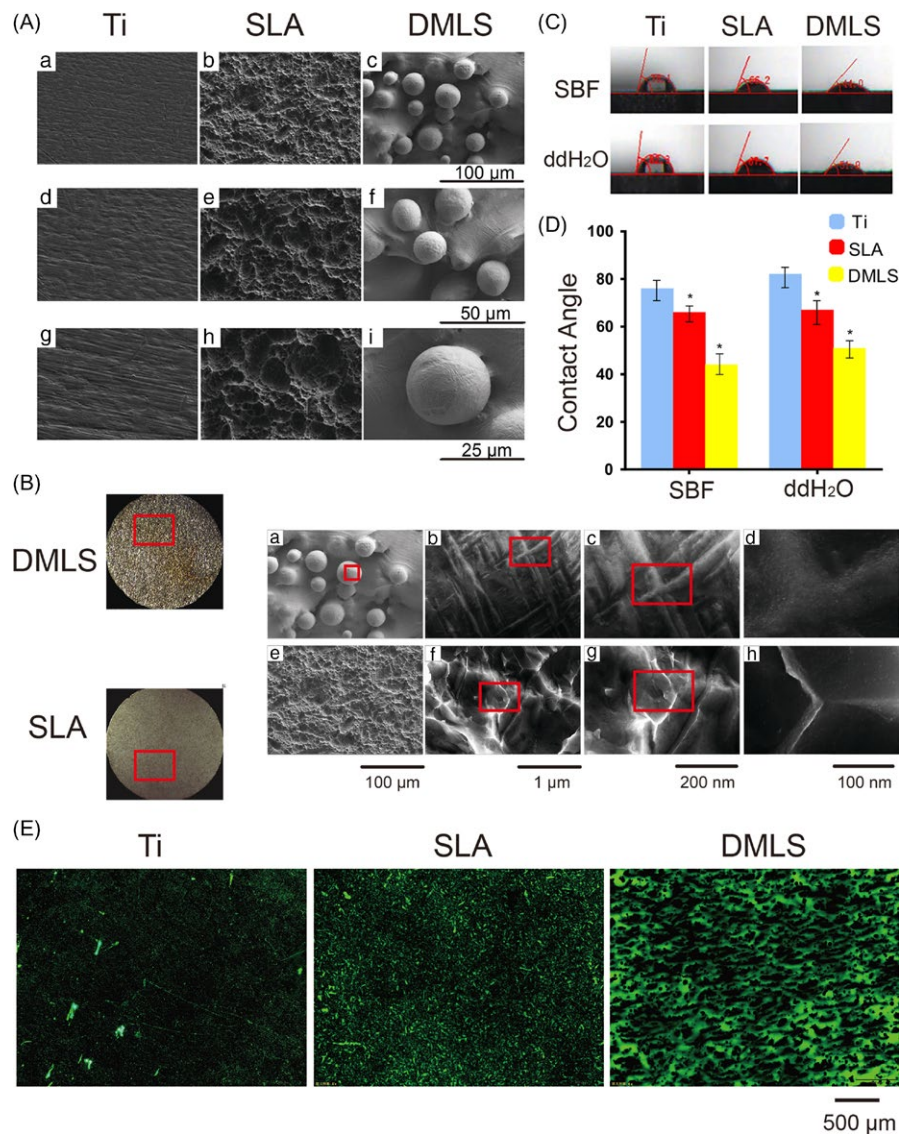 (A)
Ti SLA DMLS
a b c
100 µm
d e f
50 µm
g h i
25 µm
(B)
DMLS
SLA
a b c d
e f g h
100 µm 1 µm 200 nm 100 nm
(C)
Ti SLA DMLS
SBF
ddH₂O
(D)
Ti
SLA
DMLS
Contact Angle
100
80
60
40
20
0
* * * *
SBF ddH₂O
(E)
Ti SLA DMLS
500 µm